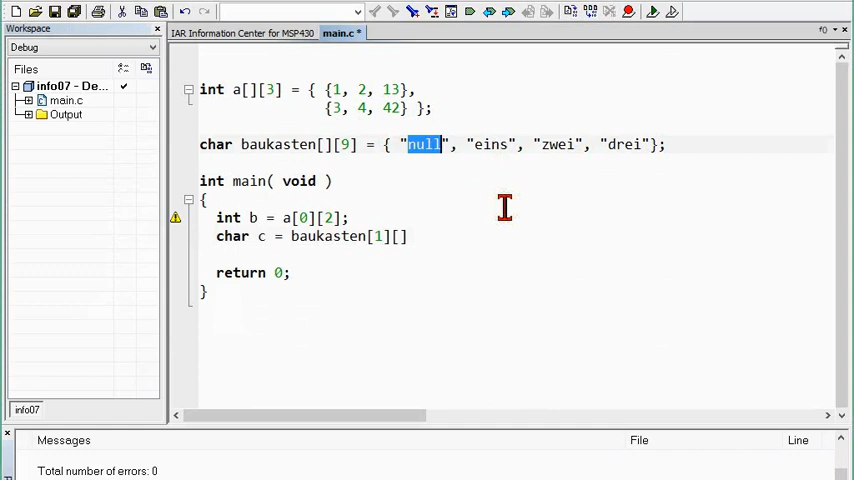 Workspace
IAR Information Center for MSP430
main.c *
f0
Debug
Files
info07 - De...
main.c
Output
int a[][3] = { {1, 2, 13},
{3, 4, 42} };
char baukasten[][9] = { "null", "eins", "zwei", "drei"};
int main( void )
{
int b = a[0][2];
char c = baukasten[1][]
return 0;
}
info07
Messages
File
Line
Total number of errors: 0